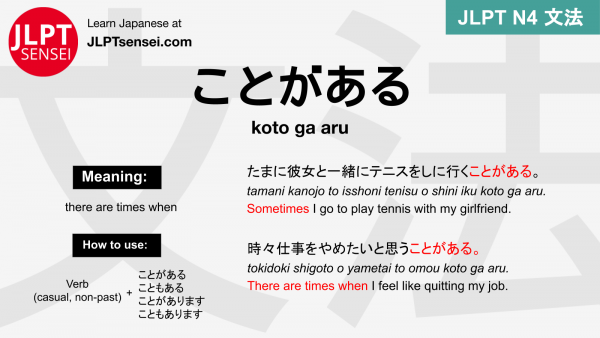 JLPT
SENSEI
Learn Japanese at
JLPTsensei.com
JLPT N4 文法
ことがある
koto ga aru
Meaning:
there are times when
How to use:
Verb
(casual, non-past)
+
ことがある
こともある
ことがあります
こともあります
たまに彼女と一緒にテニスをしに行くことがある。
tamani kanojo to isshoni tenisu o shini iku koto ga aru.
Sometimes I go to play tennis with my girlfriend.
時々仕事をやめたいと思うことがある。
tokidoki shigoto o yametai to omou koto ga aru.
There are times when I feel like quitting my job.
文法